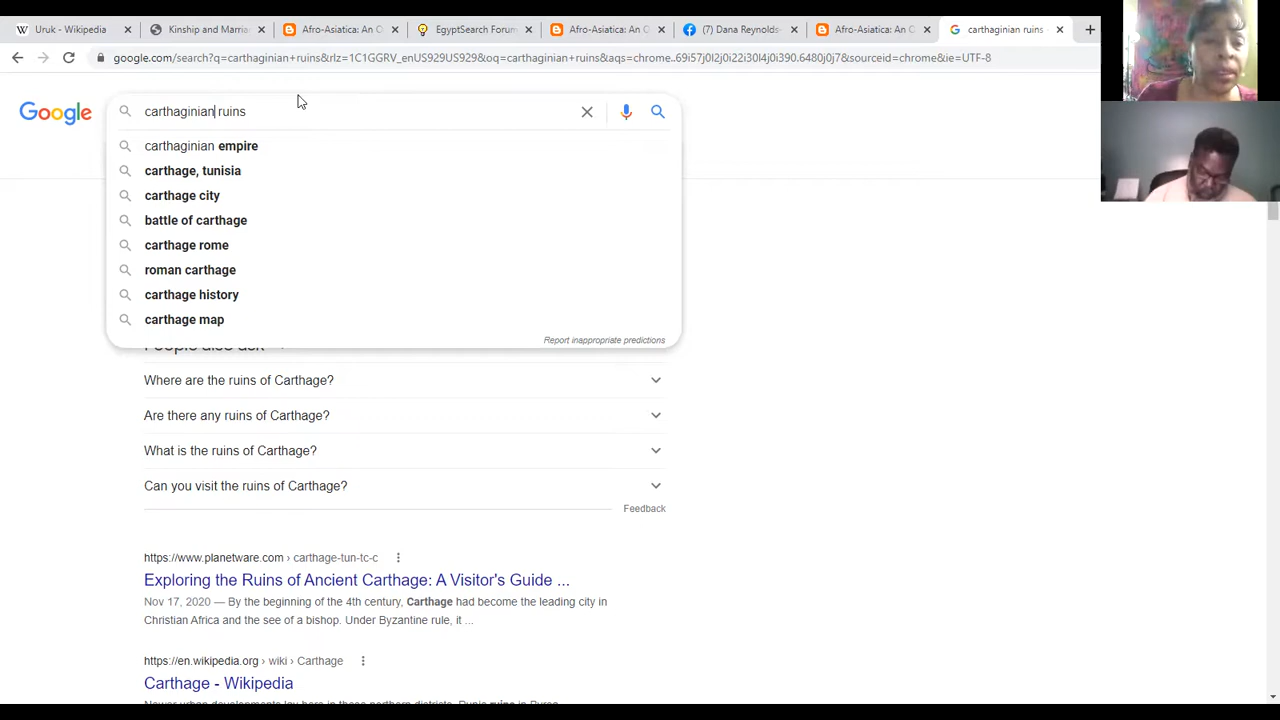 Uruk - Wikipedia
Kinship and Marria
Afro-Asiatica: An O
EgyptSearch Forum
Afro-Asiatica: An O
(7) Dana Reynolds-
Afro-Asiatica: An O
carthaginian ruins
google.com/search?q=carthaginian+ruins&rlz=1C1GGRV_enUS929US929&oq=carthaginian+ruins&aqs=chrome..69i57j0l2j0i22i30l4j0i390.6480j0j7&sourceid=chrome&ie=UTF-8
Google
carthaginian ruins
carthaginian empire
carthage, tunisia
carthage city
battle of carthage
carthage rome
roman carthage
carthage history
carthage map
Report inappropriate predictions
People also ask
Where are the ruins of Carthage?
Are there any ruins of Carthage?
What is the ruins of Carthage?
Can you visit the ruins of Carthage?
Feedback
https://www.planetware.com › carthage-tun-tc-c
Exploring the Ruins of Ancient Carthage: A Visitor's Guide ...
Nov 17, 2020 — By the beginning of the 4th century, Carthage had become the leading city in
Christian Africa and the see of a bishop. Under Byzantine rule, it ...
https://en.wikipedia.org › wiki › Carthage
Carthage - Wikipedia